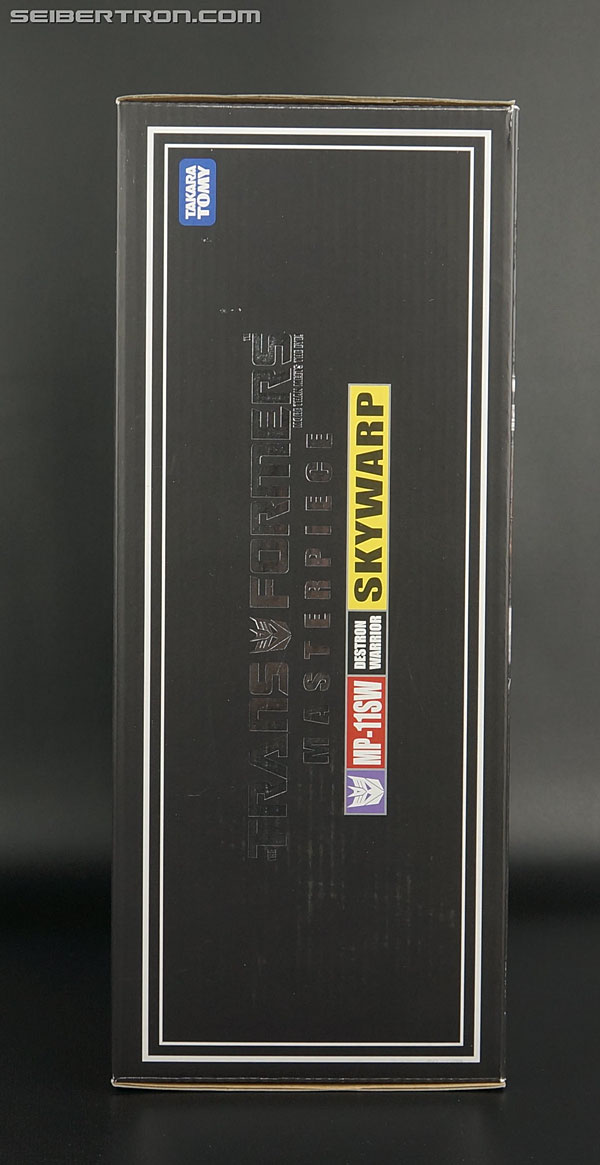 SEIBERTRON.COM
TAKARA
TOMY
TRANSFORMERS
MORE THAN MEETS THE EYE
MASTERPIECE
MP-11SW
DESTRON
WARRIOR
SKYWARP